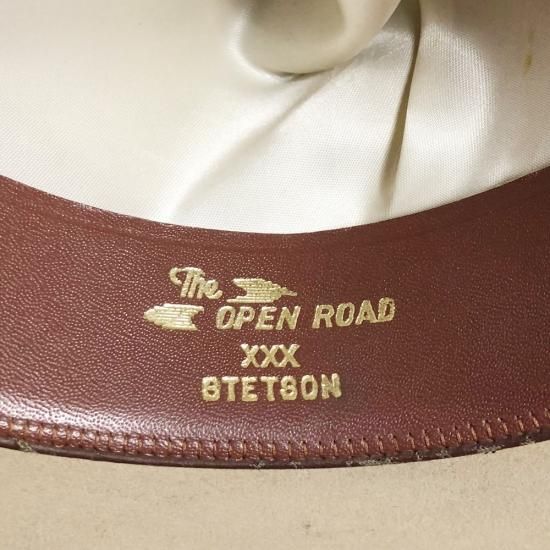 The
OPEN ROAD
XXX
STETSON